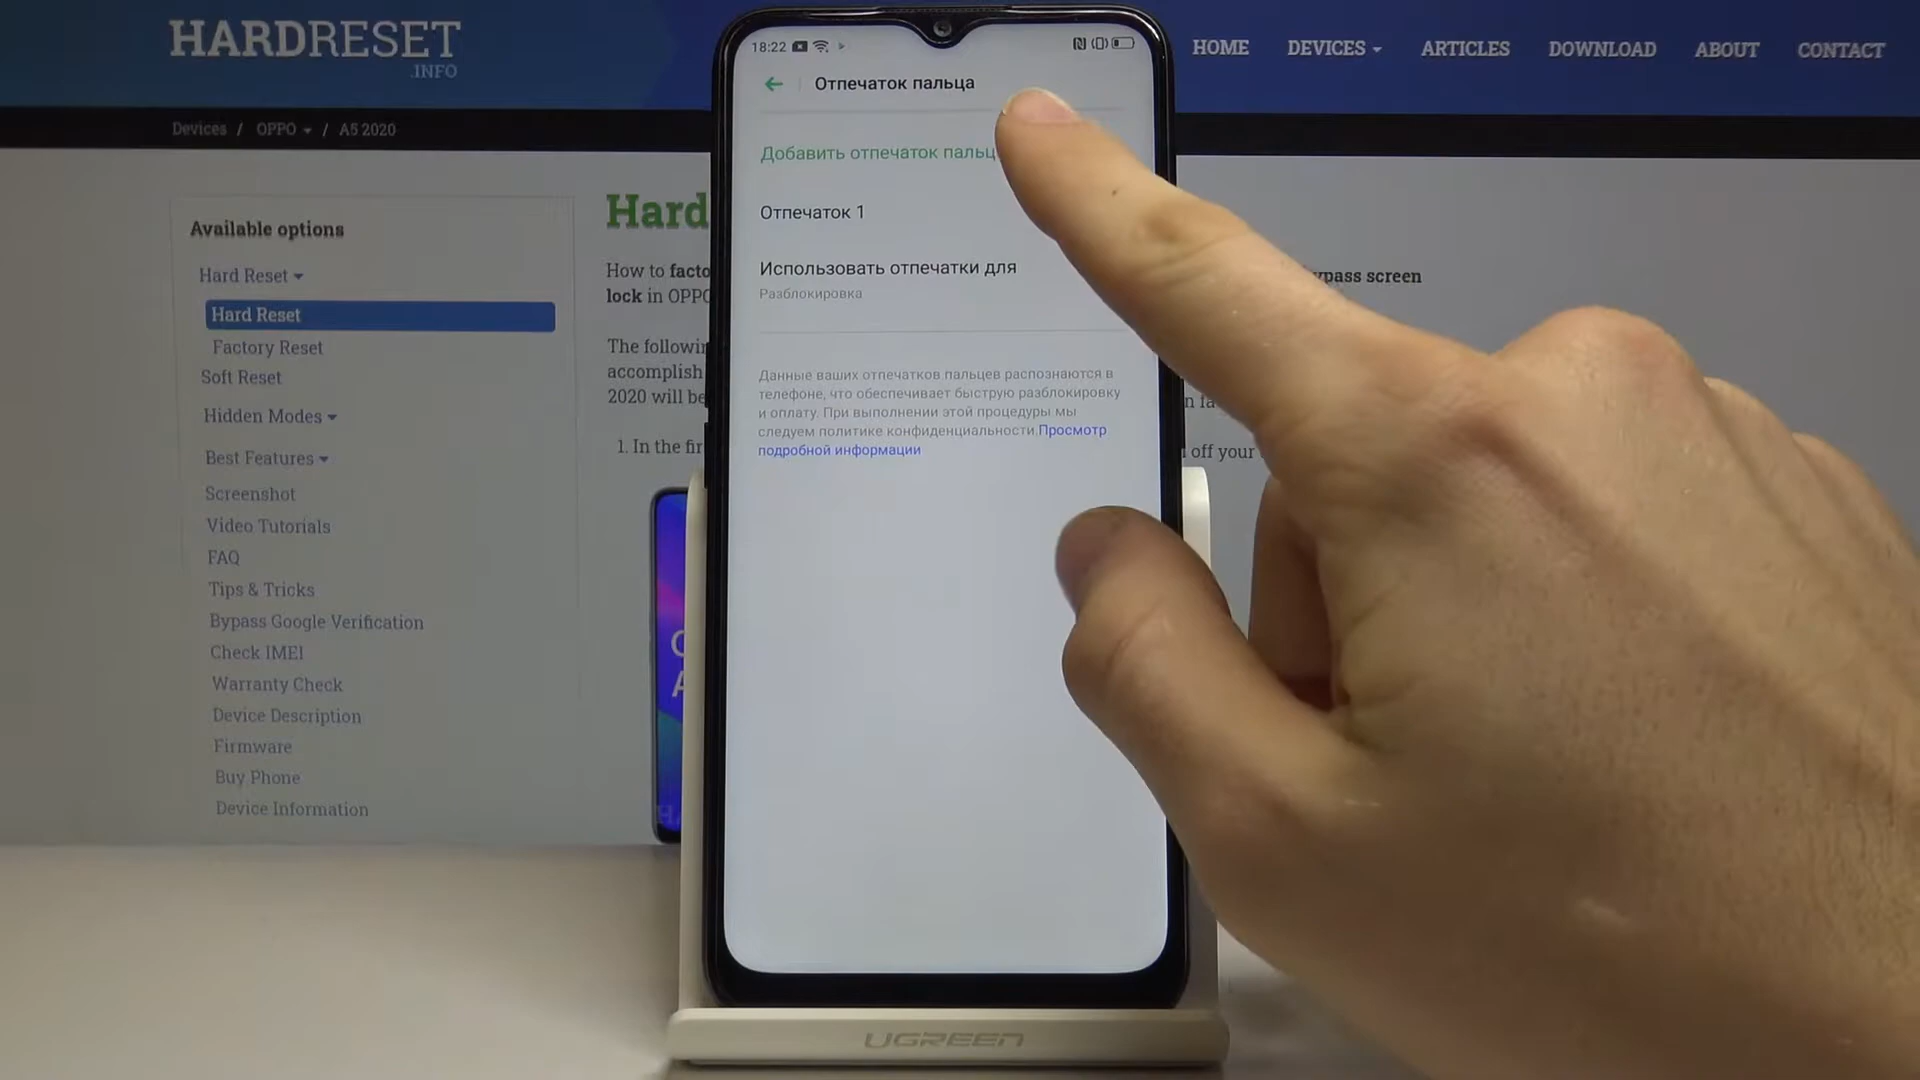 HARDRESET
.INFO
HOME DEVICES ARTICLES DOWNLOAD ABOUT CONTACT
Devices / OPPO / A5 2020
Available options
Hard Reset
Hard Reset
Factory Reset
Soft Reset
Hidden Modes
Best Features
Screenshot
Video Tutorials
FAQ
Tips & Tricks
Bypass Google Verification
Check IMEI
Warranty Check
Device Description
Firmware
Buy Phone
Device Information
Hard
How to
lock in OPPO
screen
The
accomplish
2020 will be
1. In the
off your
18:22
Отпечаток пальца
Добавить отпечаток
Отпечаток 1
Использовать отпечатки для
Разблокировка
Данные ваших отпечатков пальцев распознаются в
телефоне, что обеспечивает быструю разблокировку
и оплату. При выполнении этой процедуры мы
следуем политике конфиденциальности.Просмотр
подробной информации
UGREEN